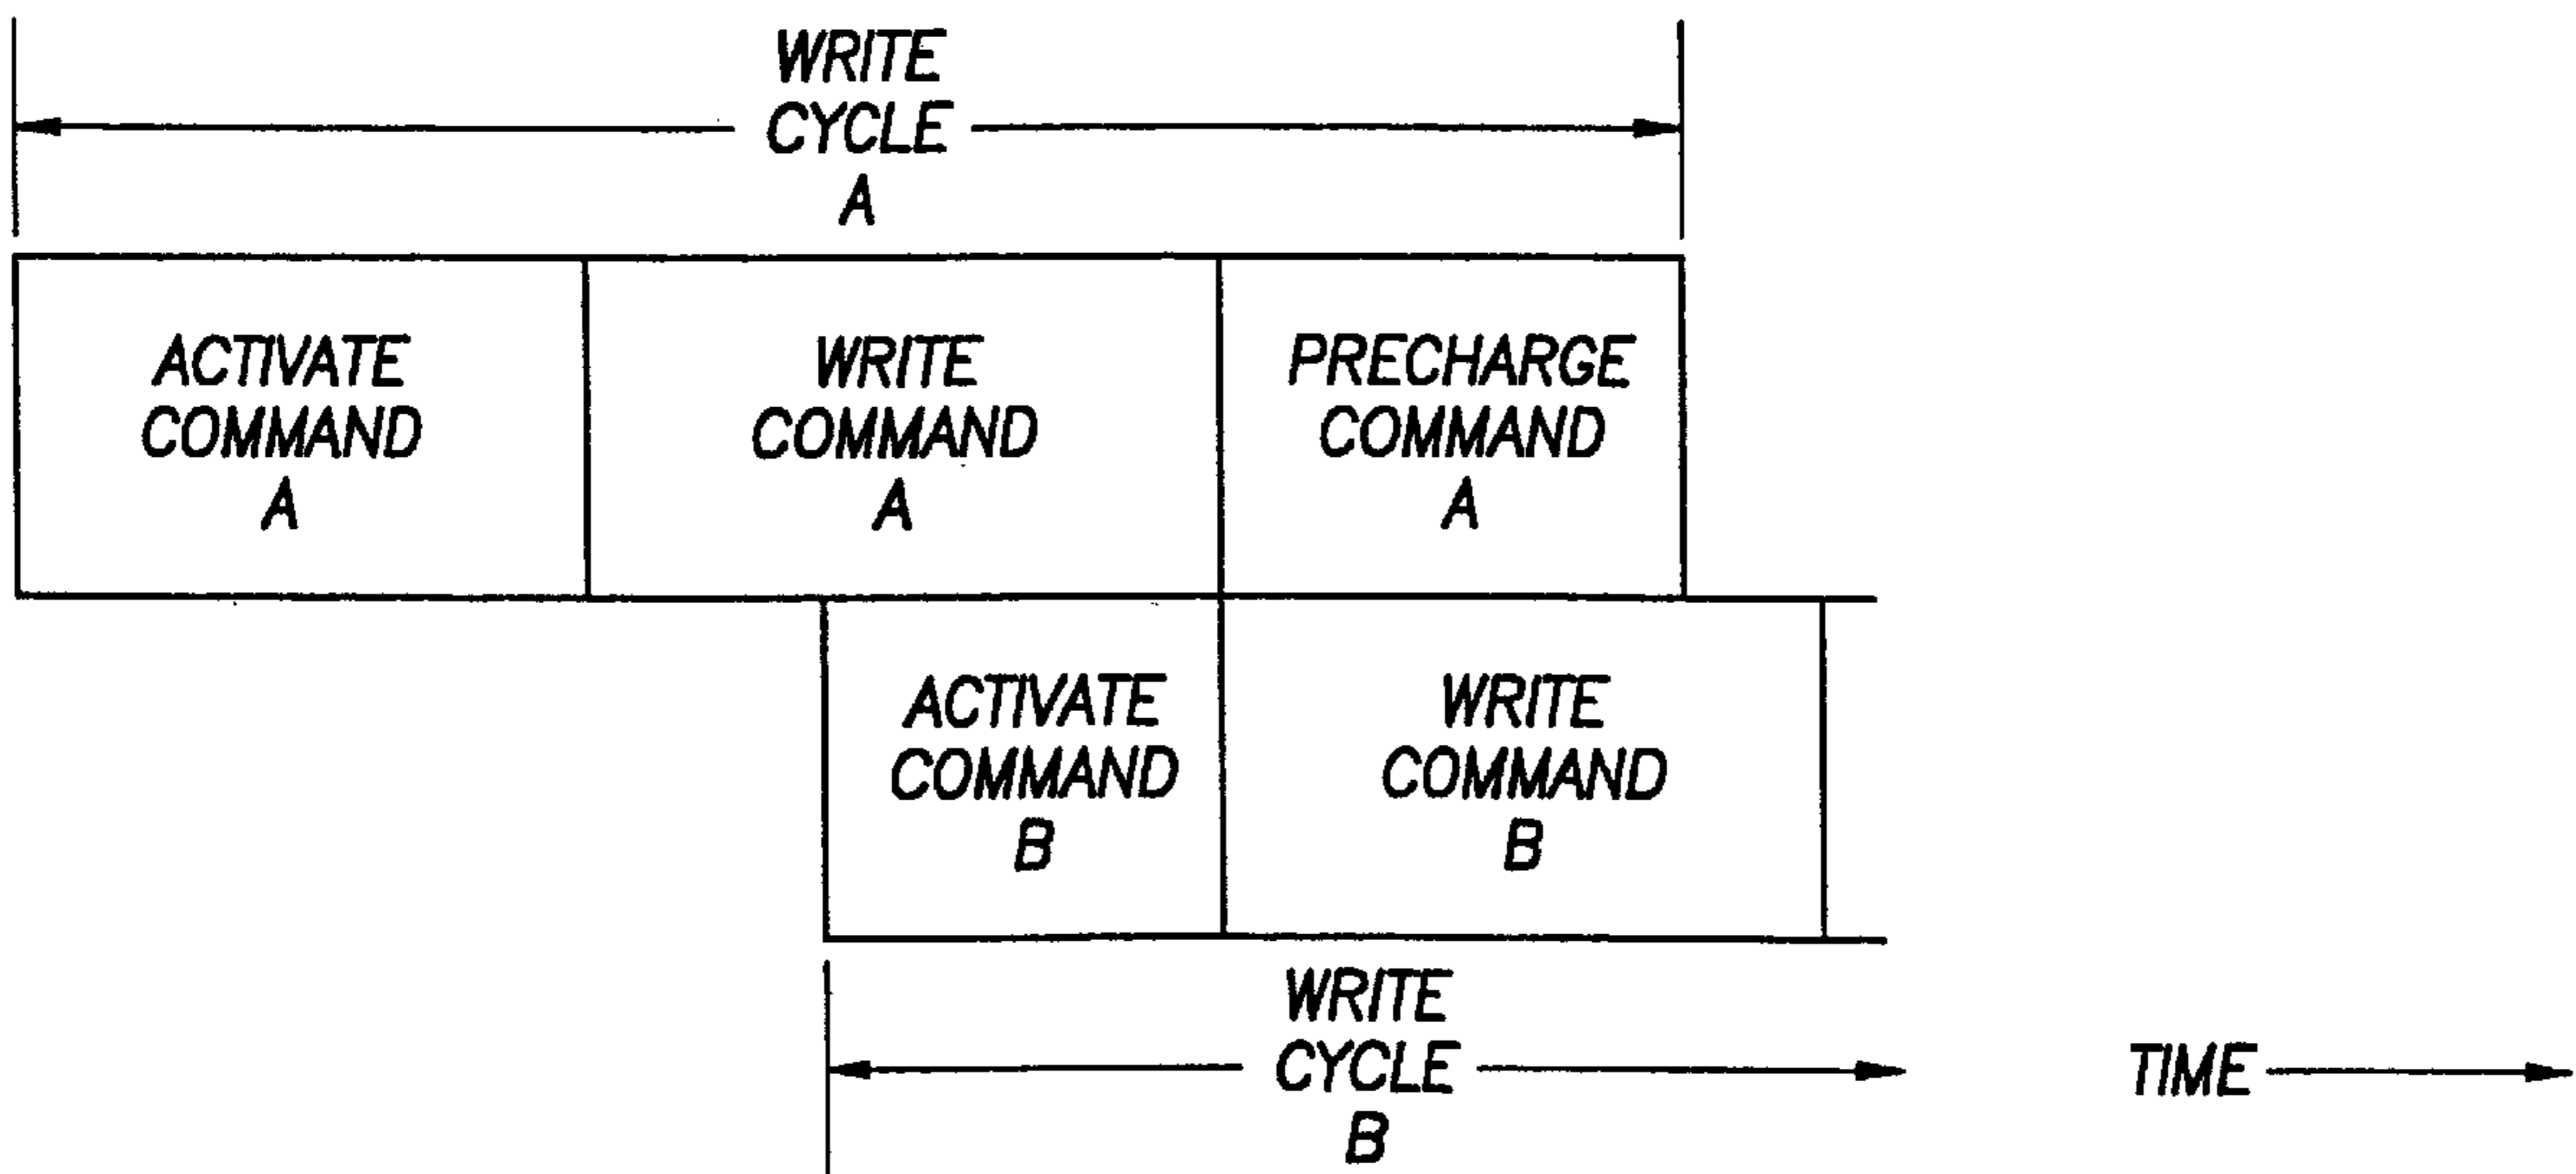 WRITE
CYCLE
A
ACTIVATE
COMMAND
A
WRITE
COMMAND
A
PRECHARGE
COMMAND
A
ACTIVATE
COMMAND
B
WRITE
COMMAND
B
WRITE
CYCLE
B
TIME